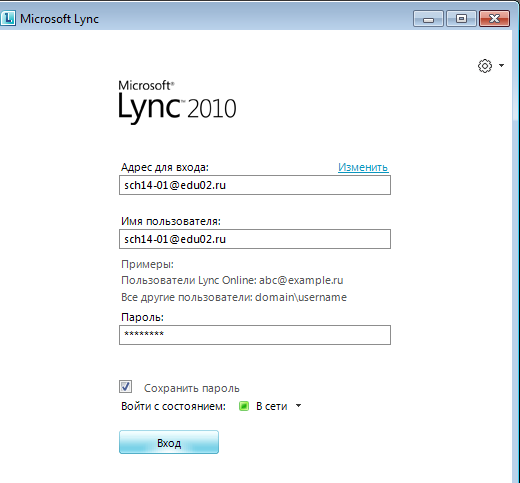 Microsoft Lync
Microsoft®
Lync™ 2010
Адрес для входа: Изменить
sch14-01@edu02.ru
Имя пользователя:
sch14-01@edu02.ru
Примеры:
Пользователи Lync Online: abc@example.ru
Все другие пользователи: domain\username
Пароль:
********
Сохранить пароль
Войти с состоянием: В сети
Вход